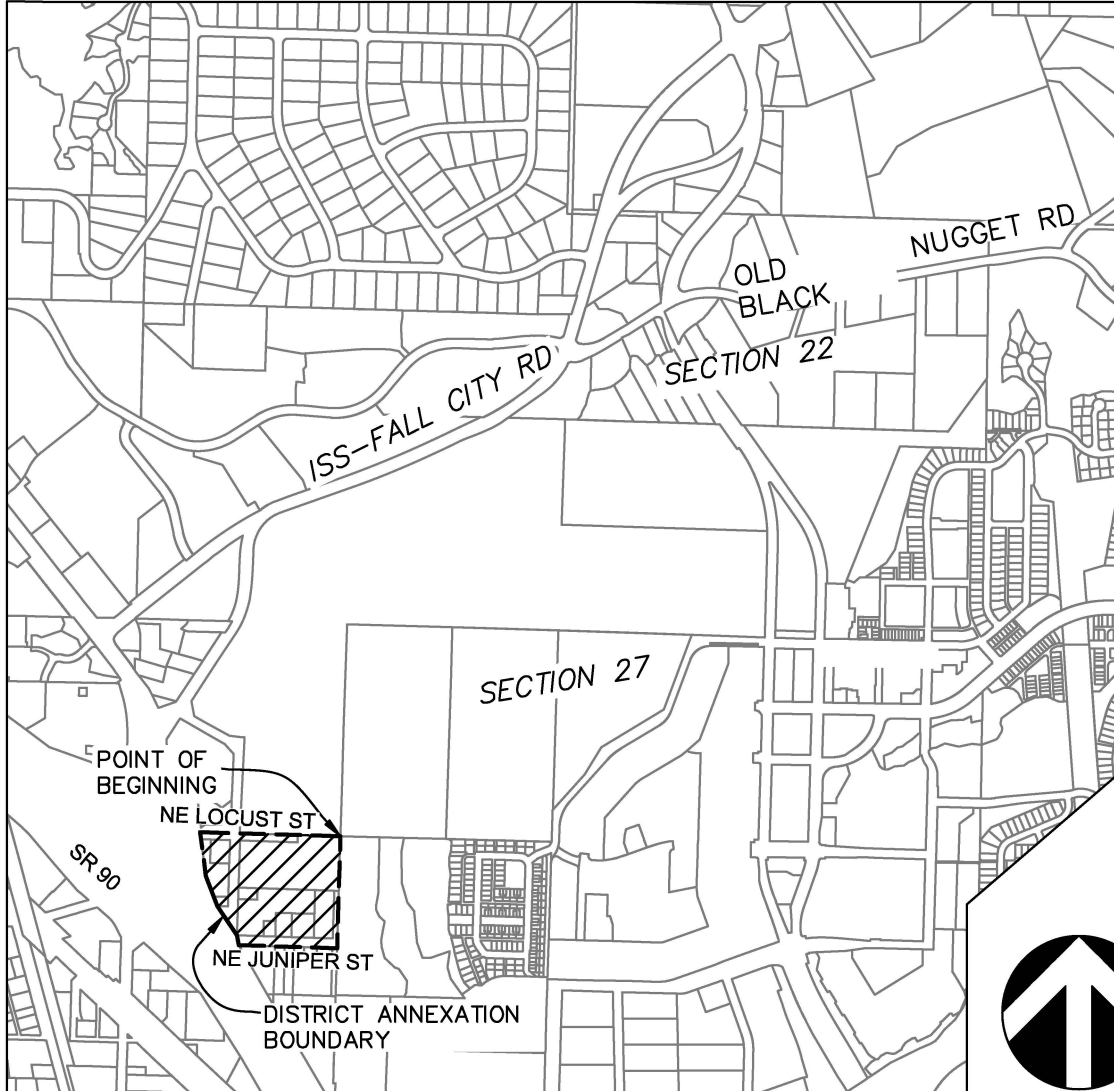 NUGGET RD
OLD
BLACK
SECTION 22
ISS-FALL CITY RD
SECTION 27
POINT OF
BEGINNING
NE LOCUST ST
SR 90
NE JUNIPER ST
DISTRICT ANNEXATION
BOUNDARY